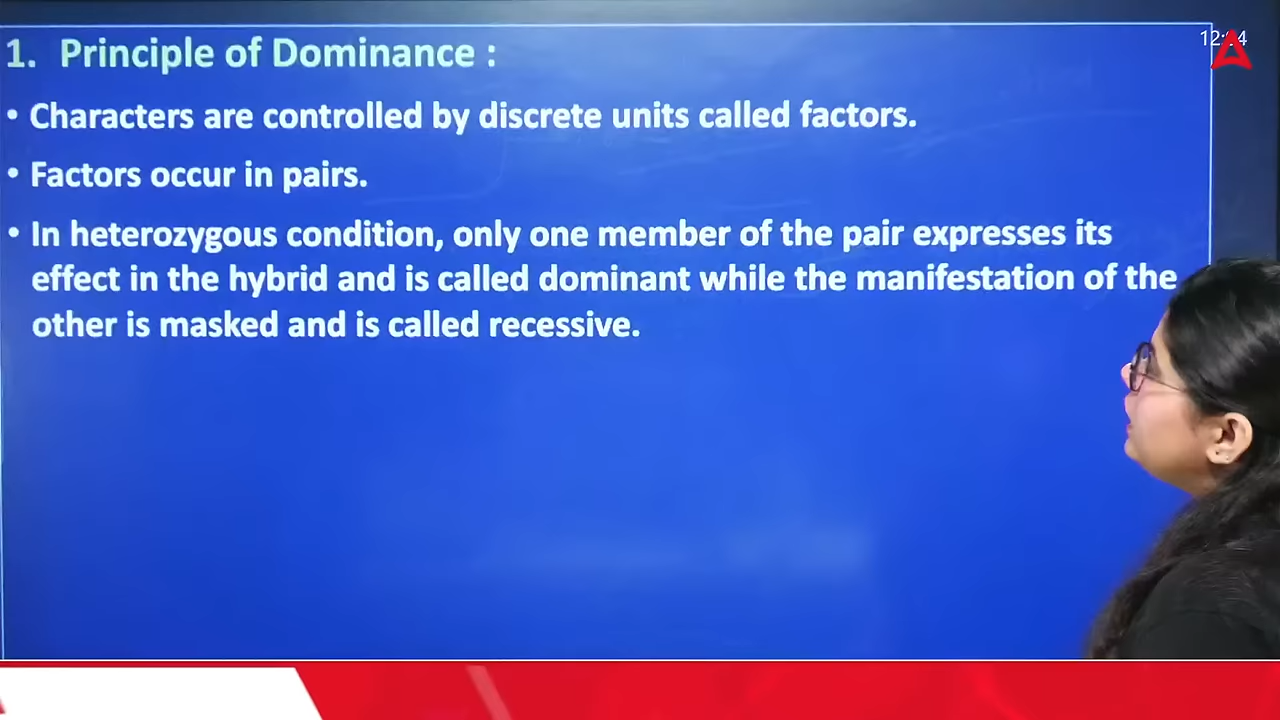 1. Principle of Dominance :
• Characters are controlled by discrete units called factors.
• Factors occur in pairs.
• In heterozygous condition, only one member of the pair expresses its
effect in the hybrid and is called dominant while the manifestation of the
other is masked and is called recessive.